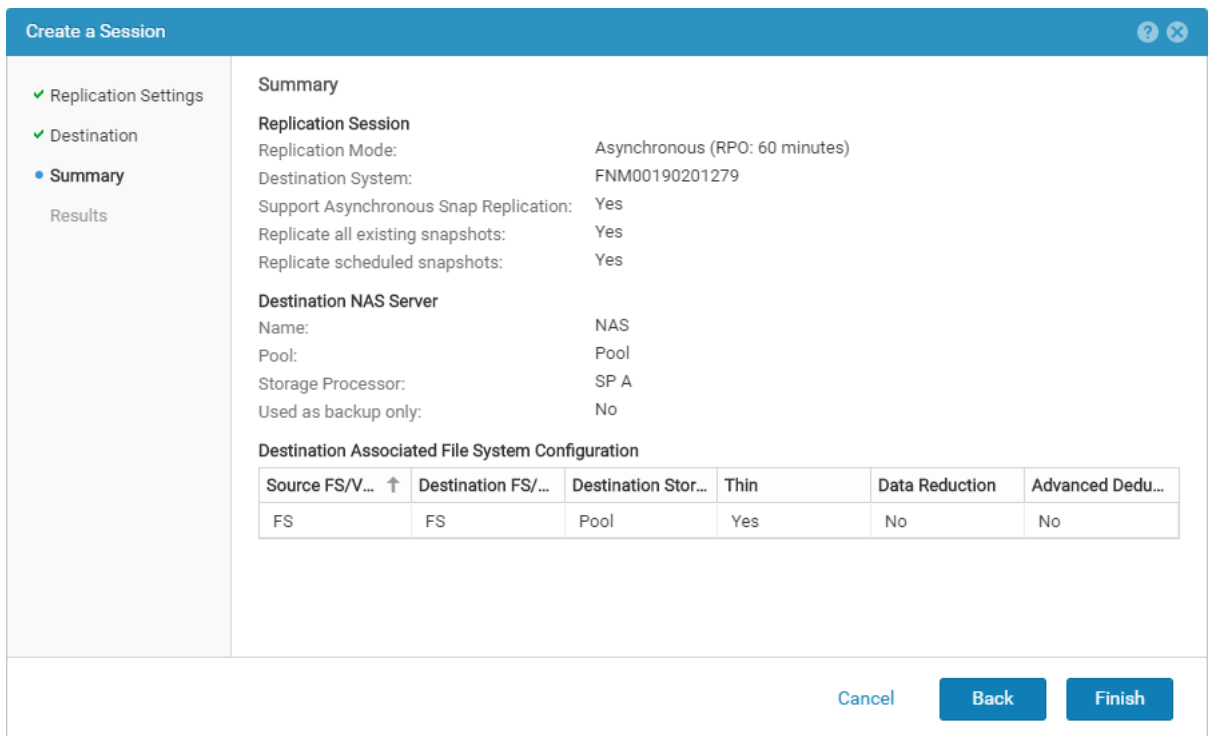 Create a Session
Replication Settings
Destination
Summary
Results
Summary
Replication Session
Replication Mode: Asynchronous (RPO: 60 minutes)
Destination System: FNM00190201279
Support Asynchronous Snap Replication: Yes
Replicate all existing snapshots: Yes
Replicate scheduled snapshots: Yes
Destination NAS Server
Name: NAS
Pool: Pool
Storage Processor: SP A
Used as backup only: No
Destination Associated File System Configuration
Source FS/V... ↑ Destination FS/... Destination Stor... Thin Data Reduction Advanced Dedu...
FS FS Pool Yes No No
Cancel Back Finish